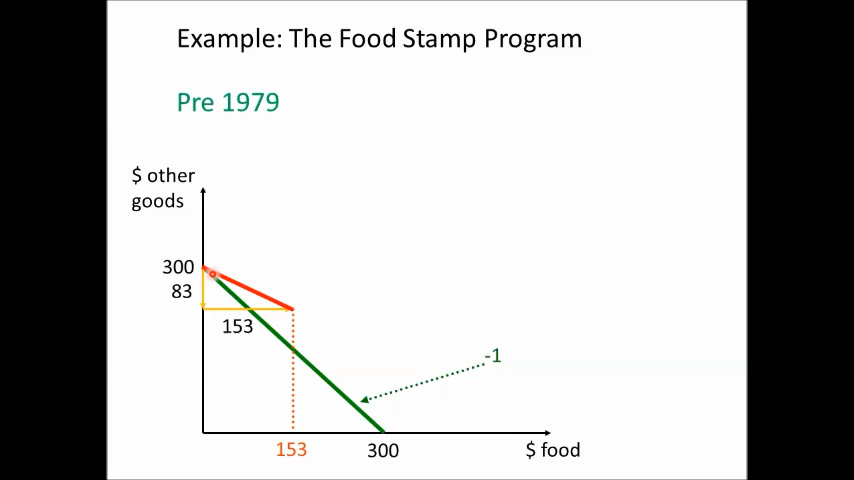 Example: The Food Stamp Program
Pre 1979
$ other
goods
300
83
153
-1
153
300
$ food